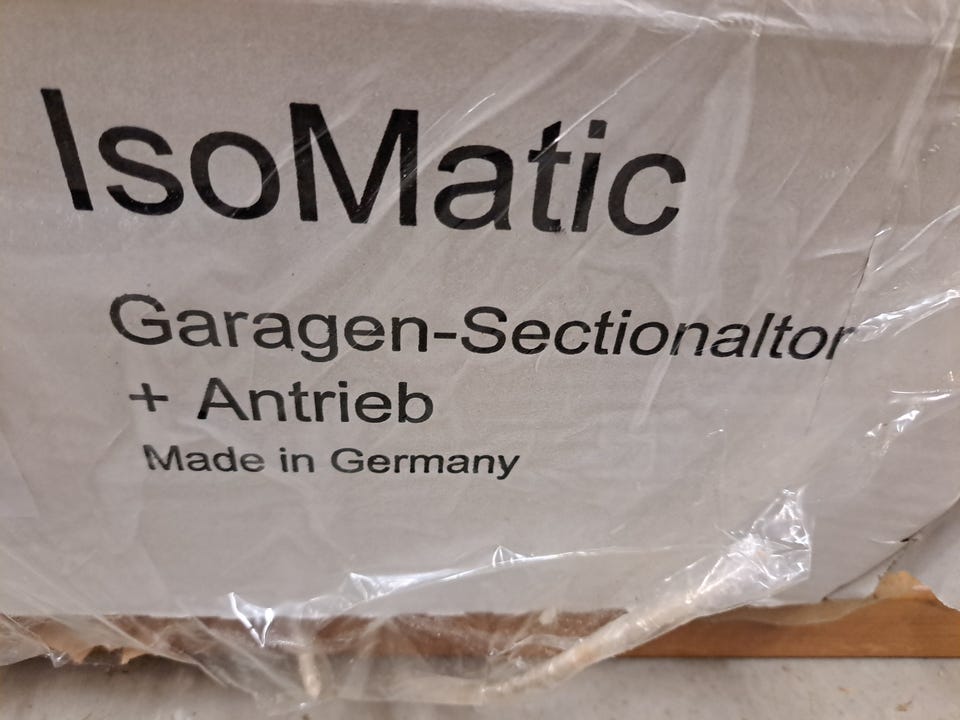 IsoMatic
Garagen-Sectionaltor
+ Antrieb
Made in Germany